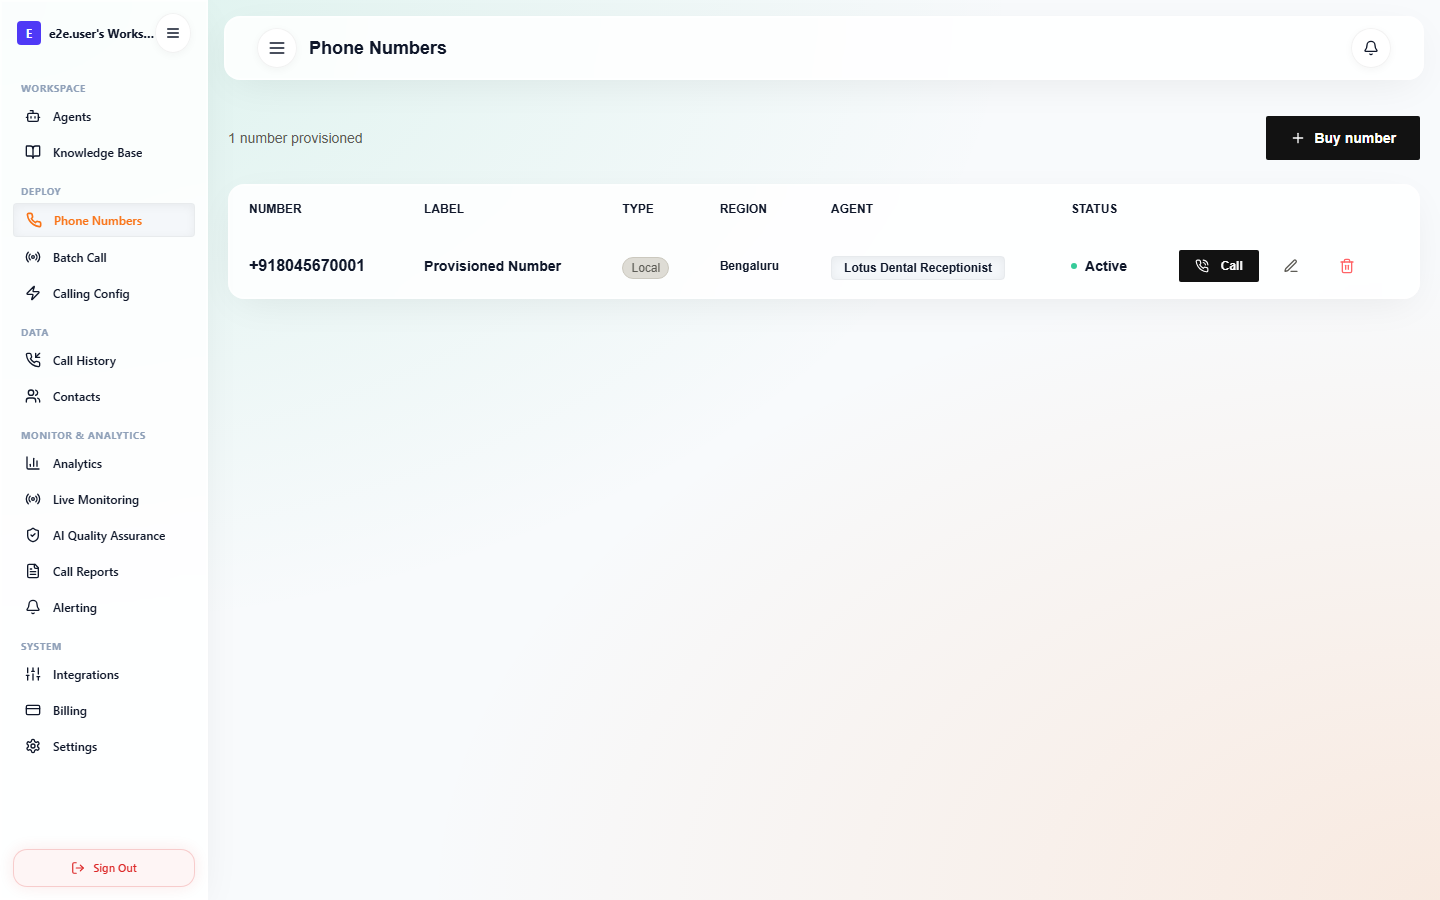 E e2e.user's Works...
WORKSPACE
Agents
Knowledge Base
DEPLOY
Phone Numbers
Batch Call
Calling Config
DATA
Call History
Contacts
MONITOR & ANALYTICS
Analytics
Live Monitoring
AI Quality Assurance
Call Reports
Alerting
SYSTEM
Integrations
Billing
Settings
Sign Out
Phone Numbers
1 number provisioned
Buy number
NUMBER LABEL TYPE REGION AGENT STATUS
+918045670001 Provisioned Number Local Bengaluru Lotus Dental Receptionist Active Call